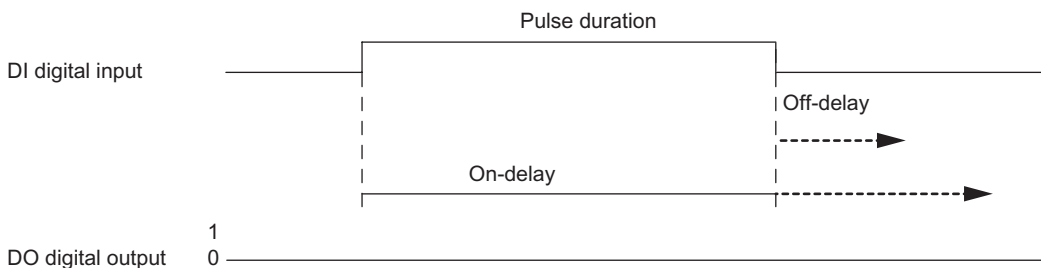 Pulse duration
DI digital input
Off-delay
On-delay
1
DO digital output 0